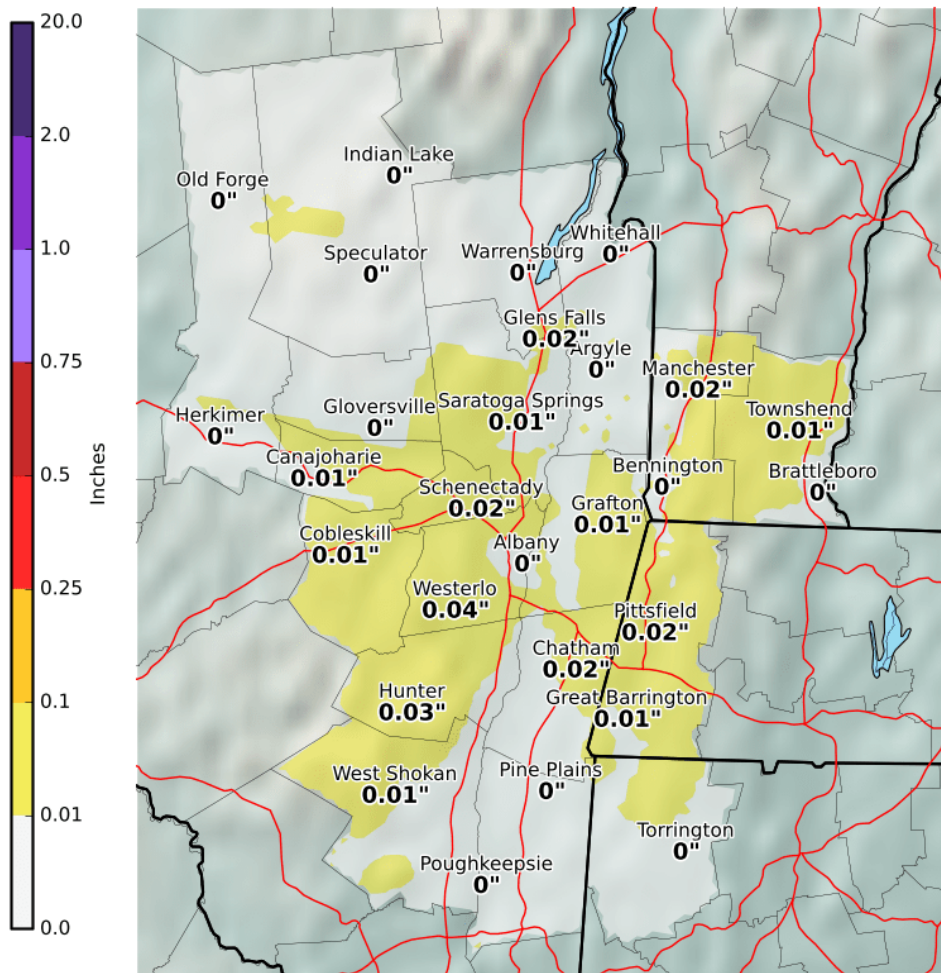 20.0
2.0
1.0
0.75
0.5
0.25
0.1
0.01
0.0
Inches
Indian Lake
0"
Old Forge
0"
Speculator
0"
Warrensburg
0"
Whitehall
0"
Glens Falls
0.02"
Argyle
0"
Manchester
0.02"
Herkimer
0"
Gloversville
0"
Saratoga Springs
0.01"
Townshend
0.01"
Canajoharie
0.01"
Schenectady
0.02"
Grafton
0.01"
Bennington
0"
Brattleboro
0"
Cobleskill
0.01"
Albany
0"
Westerlo
0.04"
Pittsfield
0.02"
Chatham
0.02"
Hunter
0.03"
Great Barrington
0.01"
West Shokan
0.01"
Pine Plains
0"
Torrington
0"
Poughkeepsie
0"